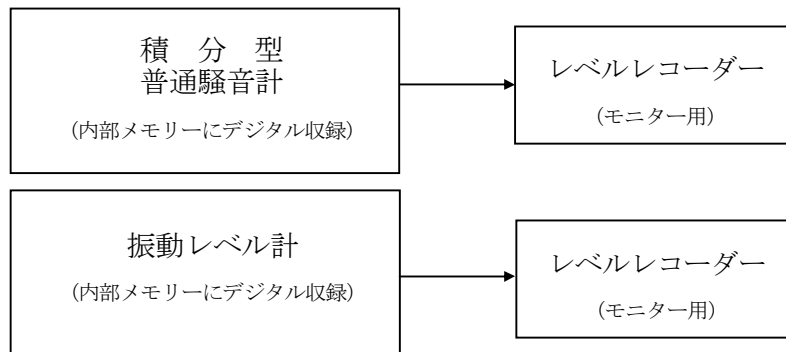 積　分　型
普通騒音計
（内部メモリーにデジタル収録）
レベルレコーダー
（モニター用）
振動レベル計
（内部メモリーにデジタル収録）
レベルレコーダー
（モニター用）